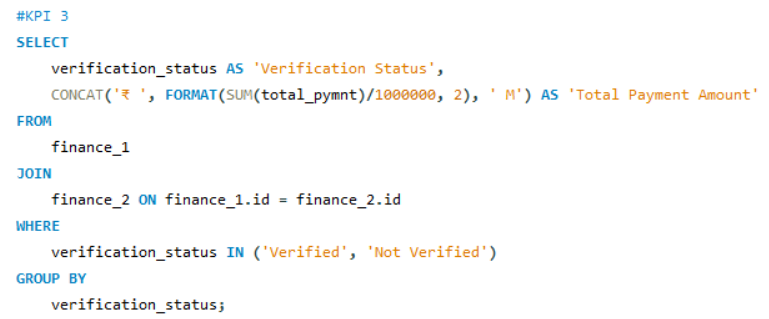 #KPI 3
SELECT
verification_status AS 'Verification Status',
CONCAT('₹ ', FORMAT(SUM(total_pymnt)/1000000, 2), ' M') AS 'Total Payment Amount'
FROM
finance_1
JOIN
finance_2 ON finance_1.id = finance_2.id
WHERE
verification_status IN ('Verified', 'Not Verified')
GROUP BY
verification_status;